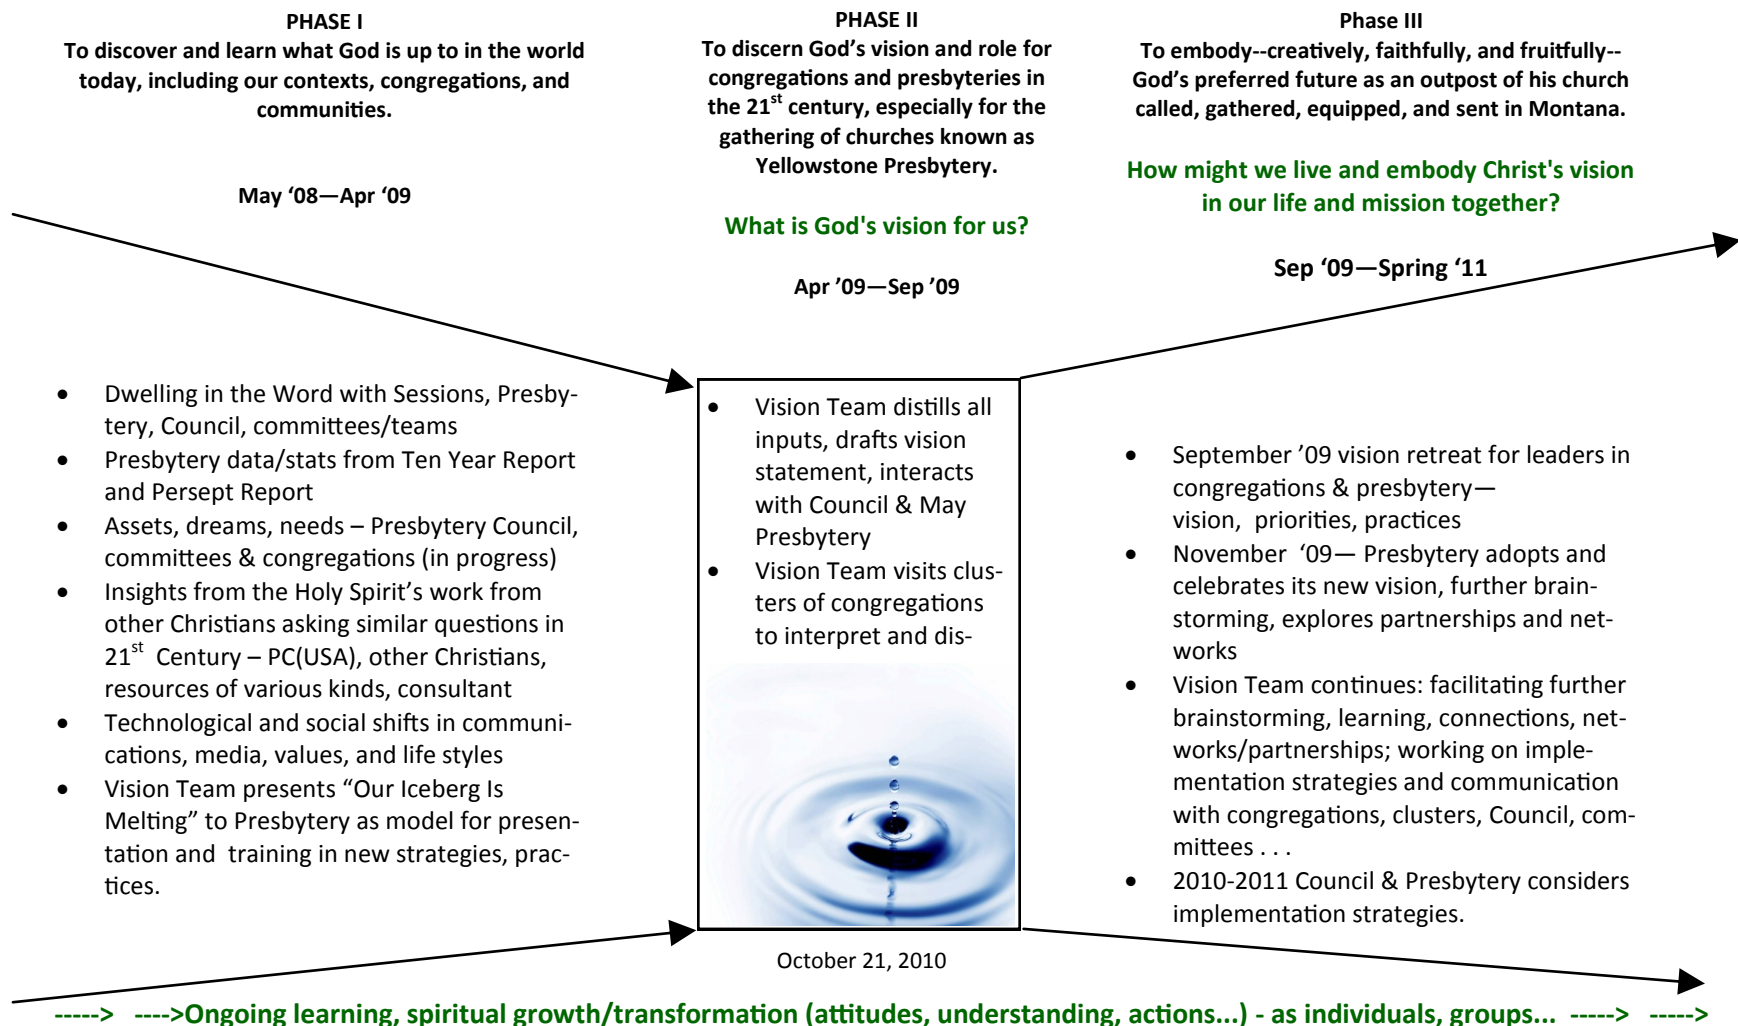 PHASE I
To discover and learn what God is up to in the world
today, including our contexts, congregations, and
communities.
May ‘08—Apr ‘09
PHASE II
To discern God’s vision and role for
congregations and presbyteries in
the 21st century, especially for the
gathering of churches known as
Yellowstone Presbytery.
What is God's vision for us?
Apr ’09—Sep ’09
Phase III
To embody--creatively, faithfully, and fruitfully--
God’s preferred future as an outpost of his church
called, gathered, equipped, and sent in Montana.
How might we live and embody Christ's vision
in our life and mission together?
Sep ‘09—Spring ‘11
• Dwelling in the Word with Sessions, Presby-
tery, Council, committees/teams
• Presbytery data/stats from Ten Year Report
and Persept Report
• Assets, dreams, needs – Presbytery Council,
committees & congregations (in progress)
• Insights from the Holy Spirit’s work from
other Christians asking similar questions in
21st Century – PC(USA), other Christians,
resources of various kinds, consultant
• Technological and social shifts in communi-
cations, media, values, and life styles
• Vision Team presents “Our Iceberg Is
Melting” to Presbytery as model for presen-
tation and training in new strategies, prac-
tices.
• Vision Team distills all
inputs, drafts vision
statement, interacts
with Council & May
Presbytery
• Vision Team visits clus-
ters of congregations
to interpret and dis-
• September ’09 vision retreat for leaders in
congregations & presbytery—
vision, priorities, practices
• November ‘09— Presbytery adopts and
celebrates its new vision, further brain-
storming, explores partnerships and net-
works
• Vision Team continues: facilitating further
brainstorming, learning, connections, net-
works/partnerships; working on imple-
mentation strategies and communication
with congregations, clusters, Council, com-
mittees . . .
• 2010-2011 Council & Presbytery considers
implementation strategies.
October 21, 2010
-----> ---->Ongoing learning, spiritual growth/transformation (attitudes, understanding, actions...) - as individuals, groups... -----> ----->